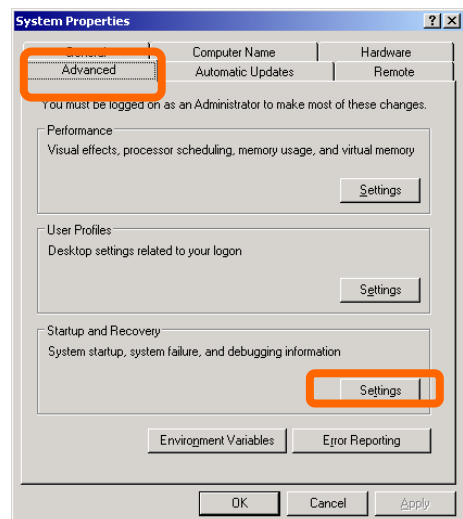 System Properties
General Computer Name Hardware
Advanced Automatic Updates Remote
You must be logged on as an Administrator to make most of these changes.
Performance
Visual effects, processor scheduling, memory usage, and virtual memory
Settings
User Profiles
Desktop settings related to your logon
Settings
Startup and Recovery
System startup, system failure, and debugging information
Settings
Environment Variables Error Reporting
OK Cancel Apply